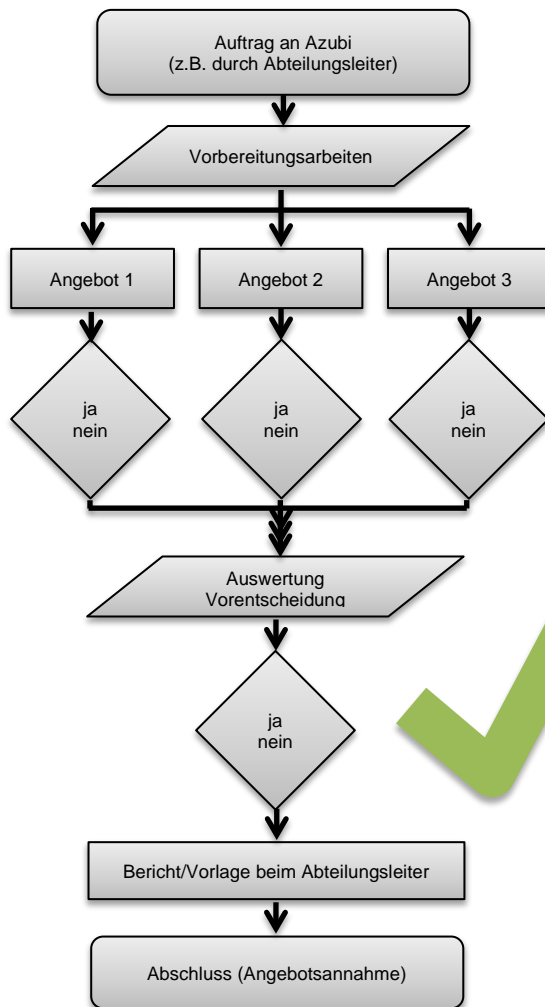 Auftrag an Azubi
(z.B. durch Abteilungsleiter)
Vorbereitungsarbeiten
Angebot 1
Angebot 2
Angebot 3
ja
nein
ja
nein
ja
nein
Auswertung
Vorentscheidung
ja
nein
Bericht/Vorlage beim Abteilungsleiter
Abschluss (Angebotsannahme)